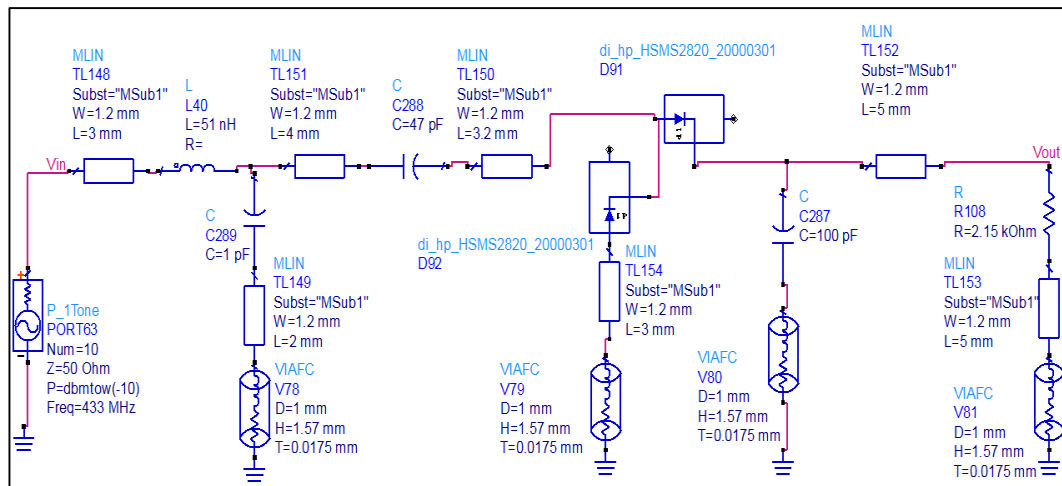 MLIN
TL148
Subst="MSub1"
W=1.2 mm
L=3 mm
L
L40
L=51 nH
R=
MLIN
TL151
Subst="MSub1"
W=1.2 mm
L=4 mm
C
C288
C=47 pF
MLIN
TL150
Subst="MSub1"
W=1.2 mm
L=3.2 mm
di_hp_HSMS2820_20000301
D91
MLIN
TL152
Subst="MSub1"
W=1.2 mm
L=5 mm
Vin
Vout
C
C289
C=1 pF
di_hp_HSMS2820_20000301
D92
C
C287
C=100 pF
R
R108
R=2.15 kOhm
P_1Tone
PORT63
Num=10
Z=50 Ohm
P=dbmtow(-10)
Freq=433 MHz
MLIN
TL149
Subst="MSub1"
W=1.2 mm
L=2 mm
MLIN
TL154
Subst="MSub1"
W=1.2 mm
L=3 mm
MLIN
TL153
Subst="MSub1"
W=1.2 mm
L=5 mm
VIAFC
V78
D=1 mm
H=1.57 mm
T=0.0175 mm
VIAFC
V79
D=1 mm
H=1.57 mm
T=0.0175 mm
VIAFC
V80
D=1 mm
H=1.57 mm
T=0.0175 mm
VIAFC
V81
D=1 mm
H=1.57 mm
T=0.0175 mm